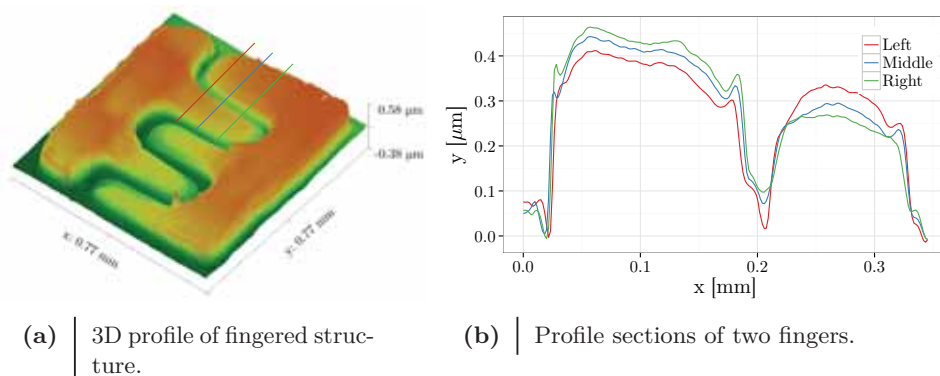 0.58 μm
-0.38 μm
x: 0.77 mm
y: 0.77 mm
(a) 3D profile of fingered struc-
ture.
Left
Middle
Right
y [μm]
0.4
0.3
0.2
0.1
0.0
0.0 0.1 0.2 0.3
x [mm]
(b) Profile sections of two fingers.